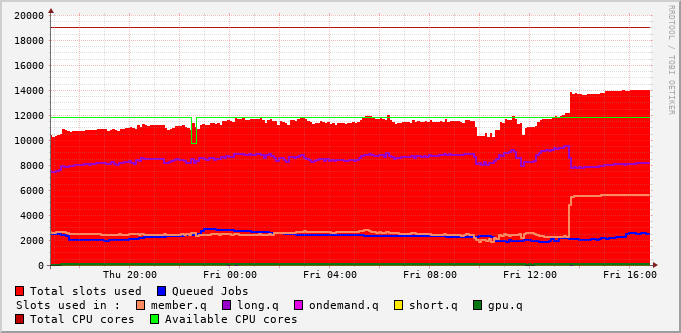 20000
18000
16000
14000
12000
10000
8000
6000
4000
2000
0
Thu 20:00 Fri 00:00 Fri 04:00 Fri 08:00 Fri 12:00 Fri 16:00
RRDTOOL / TOBI OETIKER
Total slots used Queued Jobs
Slots used in : member.q long.q ondemand.q short.q gpu.q
Total CPU cores Available CPU cores